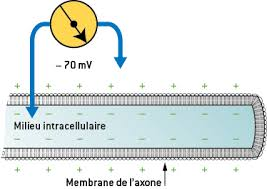 – 70 mV
Milieu intracellulaire
Membrane de l'axone